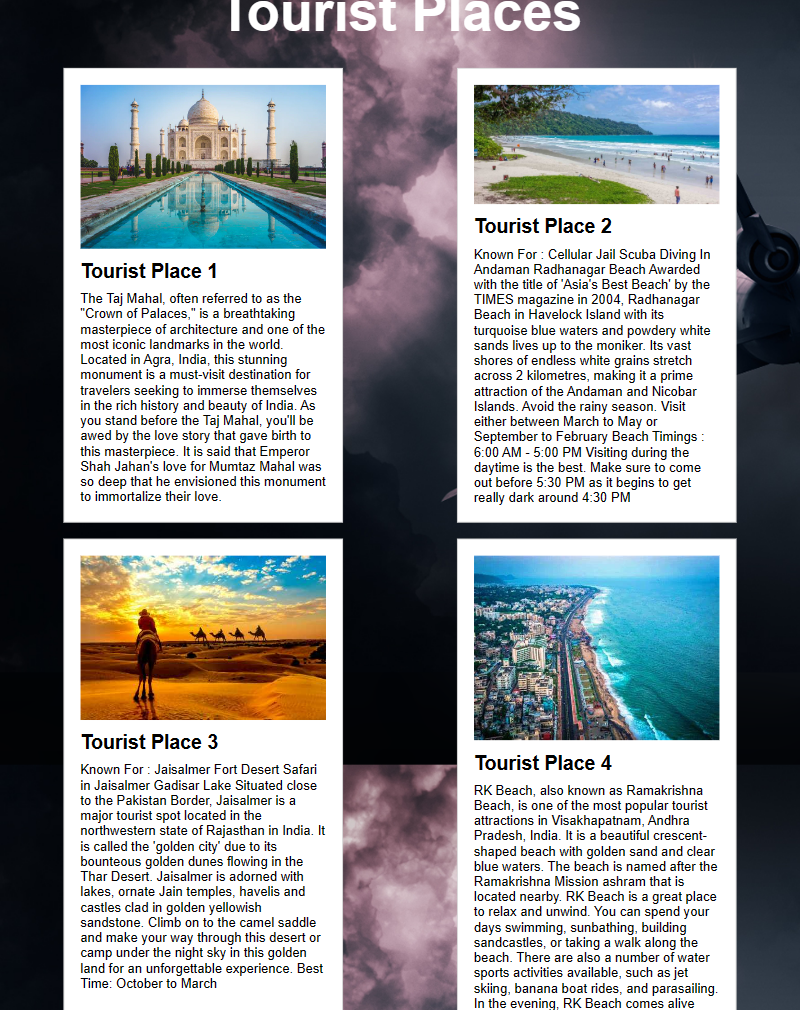 Tourist Places
Tourist Place 1
The Taj Mahal, often referred to as the
"Crown of Palaces," is a breathtaking
masterpiece of architecture and one of the
most iconic landmarks in the world.
Located in Agra, India, this stunning
monument is a must-visit destination for
travelers seeking to immerse themselves
in the rich history and beauty of India. As
you stand before the Taj Mahal, you'll be
awed by the love story that gave birth to
this masterpiece. It is said that Emperor
Shah Jahan's love for Mumtaz Mahal was
so deep that he envisioned this monument
to immortalize their love.
Tourist Place 2
Known For : Cellular Jail Scuba Diving In
Andaman Radhanagar Beach Awarded
with the title of 'Asia's Best Beach' by the
TIMES magazine in 2004, Radhanagar
Beach in Havelock Island with its
turquoise blue waters and powdery white
sands lives up to the moniker. Its vast
shores of endless white grains stretch
across 2 kilometres, making it a prime
attraction of the Andaman and Nicobar
Islands. Avoid the rainy season. Visit
either between March to May or
September to February Beach Timings :
6:00 AM - 5:00 PM Visiting during the
daytime is the best. Make sure to come
out before 5:30 PM as it begins to get
really dark around 4:30 PM
Tourist Place 3
Known For : Jaisalmer Fort Desert Safari
in Jaisalmer Gadisar Lake Situated close
to the Pakistan Border, Jaisalmer is a
major tourist spot located in the
northwestern state of Rajasthan in India. It
is called the 'golden city' due to its
bounteous golden dunes flowing in the
Thar Desert. Jaisalmer is adorned with
lakes, ornate Jain temples, havelis and
castles clad in golden yellowish
sandstone. Climb on to the camel saddle
and make your way through this desert or
camp under the night sky in this golden
land for an unforgettable experience. Best
Time: October to March
Tourist Place 4
RK Beach, also known as Ramakrishna
Beach, is one of the most popular tourist
attractions in Visakhapatnam, Andhra
Pradesh, India. It is a beautiful crescent-
shaped beach with golden sand and clear
blue waters. The beach is named after the
Ramakrishna Mission ashram that is
located nearby. RK Beach is a great place
to relax and unwind. You can spend your
days swimming, sunbathing, building
sandcastles, or taking a walk along the
beach. There are also a number of water
sports activities available, such as jet
skiing, banana boat rides, and parasailing.
In the evening, RK Beach comes alive